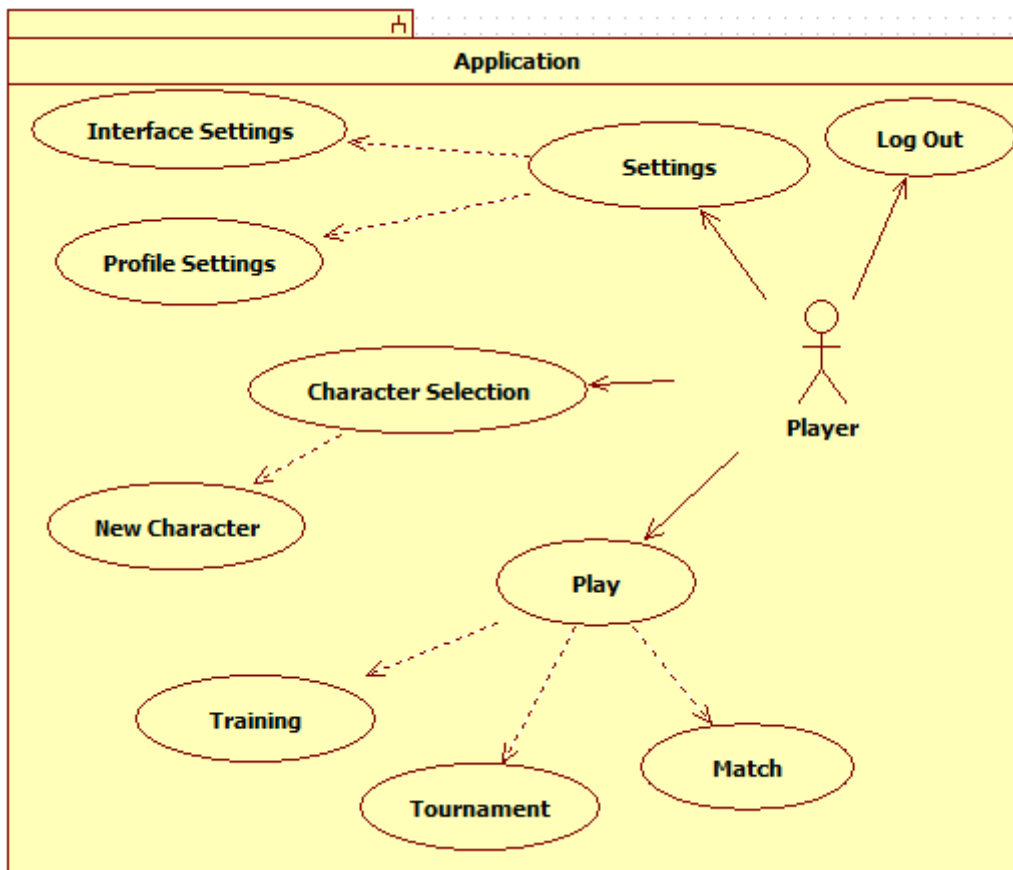 Application
Interface Settings
Settings
Log Out
Profile Settings
Character Selection
Player
New Character
Play
Training
Match
Tournament